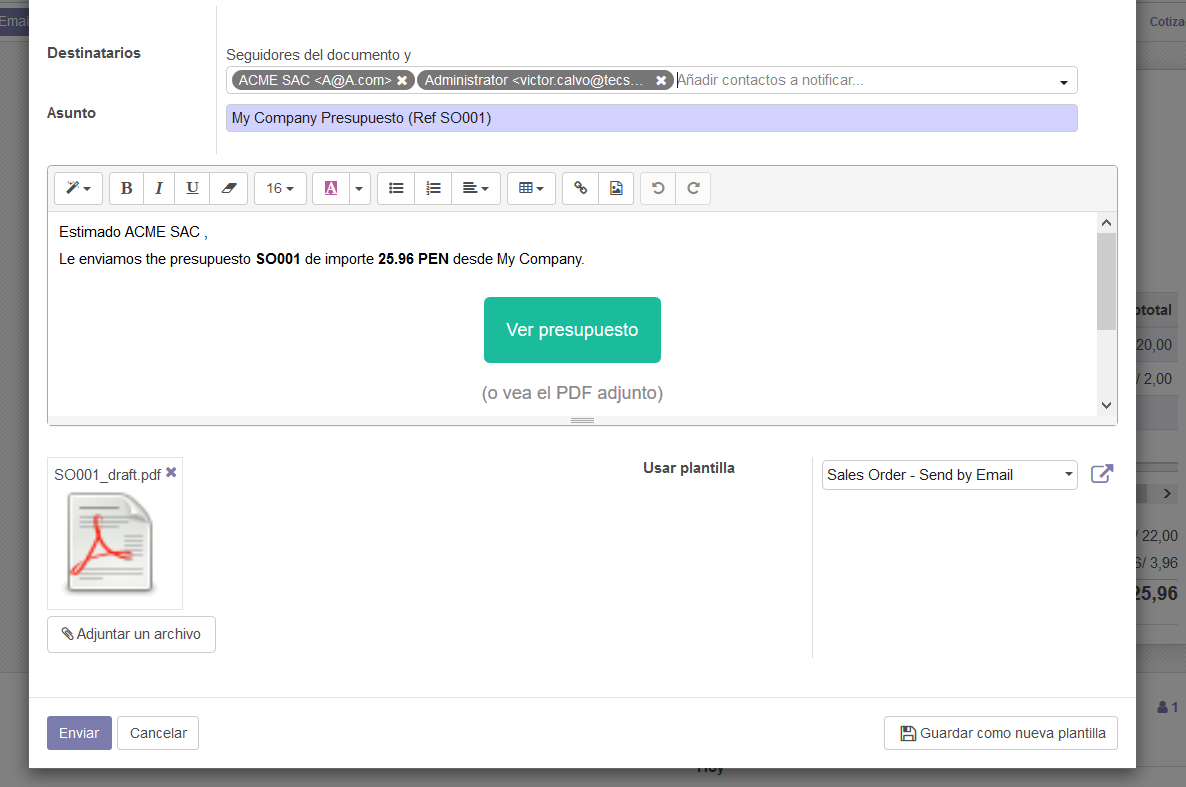 Emai
Cotiza
Destinatarios
Seguidores del documento y
ACME SAC <A@A.com> ✖ Administrator <victor.calvo@tecs... ✖ Añadir contactos a notificar...
Asunto
My Company Presupuesto (Ref SO001)
B I U 16 A
Estimado ACME SAC ,
Le enviamos the presupuesto SO001 de importe 25.96 PEN desde My Company.
Ver presupuesto
(o vea el PDF adjunto)
ototal
20,00
/ 2,00
SO001_draft.pdf ✖
Usar plantilla
Sales Order - Send by Email
/ 22,00
S/ 3,96
25,96
Adjuntar un archivo
1
Enviar
Cancelar
Guardar como nueva plantilla
Hoy